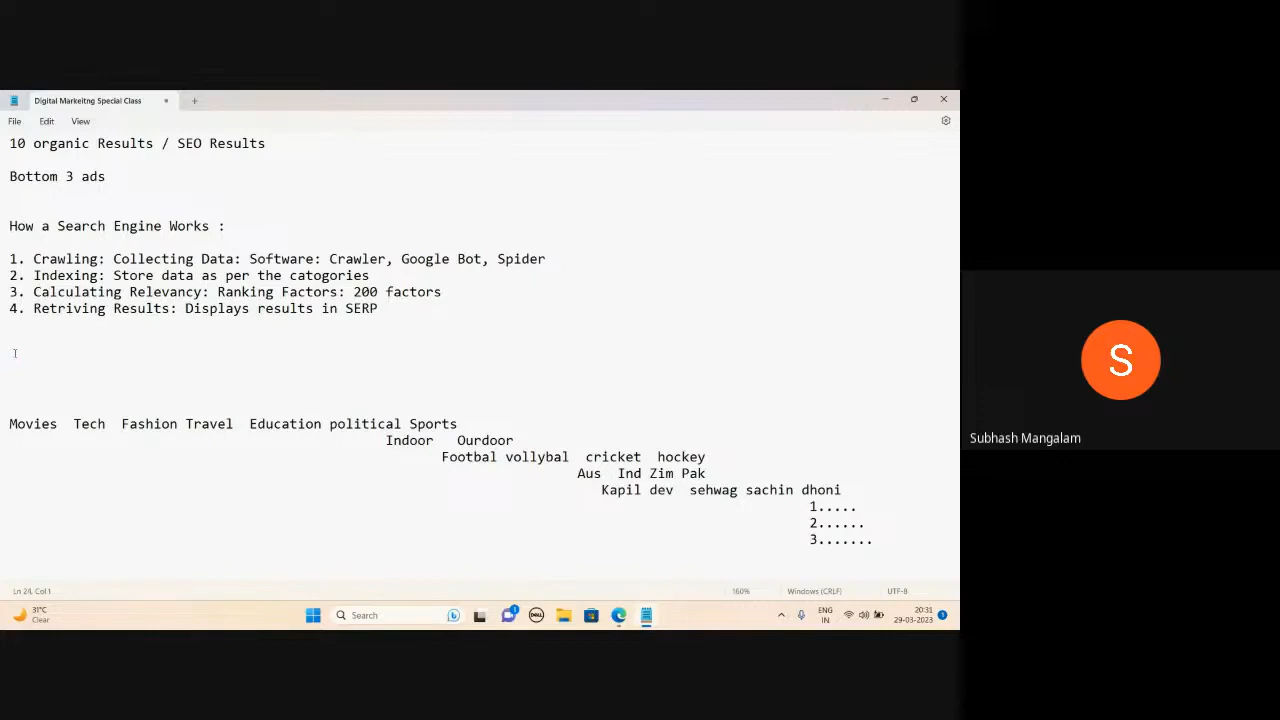 Digital Markeitng Special Class
File Edit View
10 organic Results / SEO Results
Bottom 3 ads
How a Search Engine Works :
1. Crawling: Collecting Data: Software: Crawler, Google Bot, Spider
2. Indexing: Store data as per the catogories
3. Calculating Relevancy: Ranking Factors: 200 factors
4. Retriving Results: Displays results in SERP
Movies Tech Fashion Travel Education political Sports
Indoor Ourdoor
Footbal vollybal cricket hockey
Aus Ind Zim Pak
Kapil dev sehwag sachin dhoni
1.....
2......
3.......
S
Subhash Mangalam
Ln 24, Col 1 160% Windows (CRLF) UTF-8
31°C
Clear
Search
1
DELL
ENG
IN
20:31
29-03-2023
1